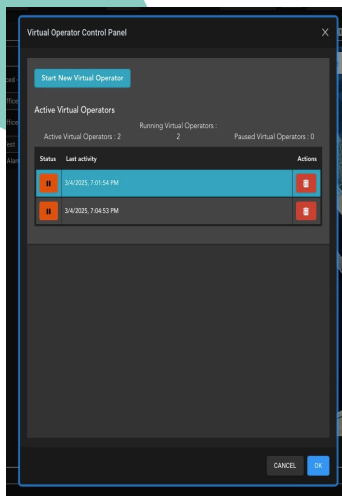 Virtual Operator Control Panel
X
Start New Virtual Operator
Active Virtual Operators
Active Virtual Operators : 2
Running Virtual Operators :
2
Paused Virtual Operators : 0
Status Last activity Actions
3/4/2025, 7:01:54 PM
3/4/2025, 7:04:53 PM
CANCEL OK